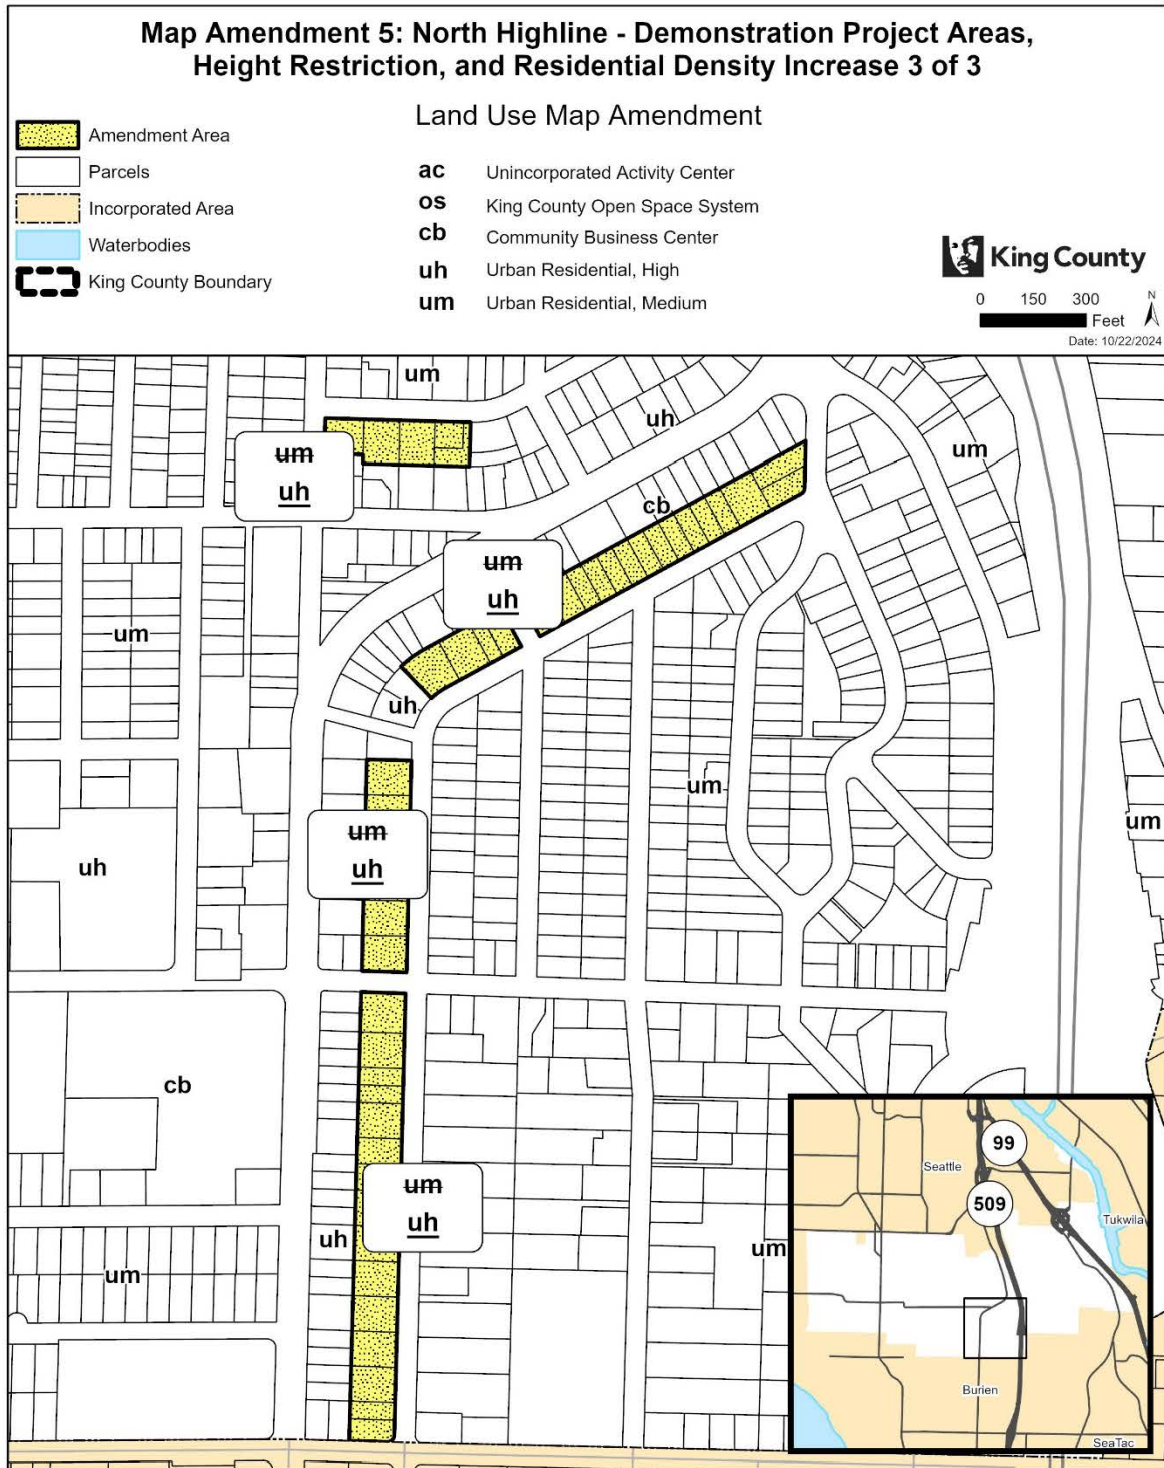 Map Amendment 5: North Highline - Demonstration Project Areas,
Height Restriction, and Residential Density Increase 3 of 3
Land Use Map Amendment
Amendment Area
Parcels
Incorporated Area
Waterbodies
King County Boundary
ac Unincorporated Activity Center
os King County Open Space System
cb Community Business Center
uh Urban Residential, High
um Urban Residential, Medium
King County
0 150 300
Feet
N
Date: 10/22/2024
um
uh
um
um
uh
cb
um
uh
um
uh
um
um
uh
um
uh
cb
um
uh
uh
um
um
99
Seattle
509
Tukwila
Burien
SeaTac